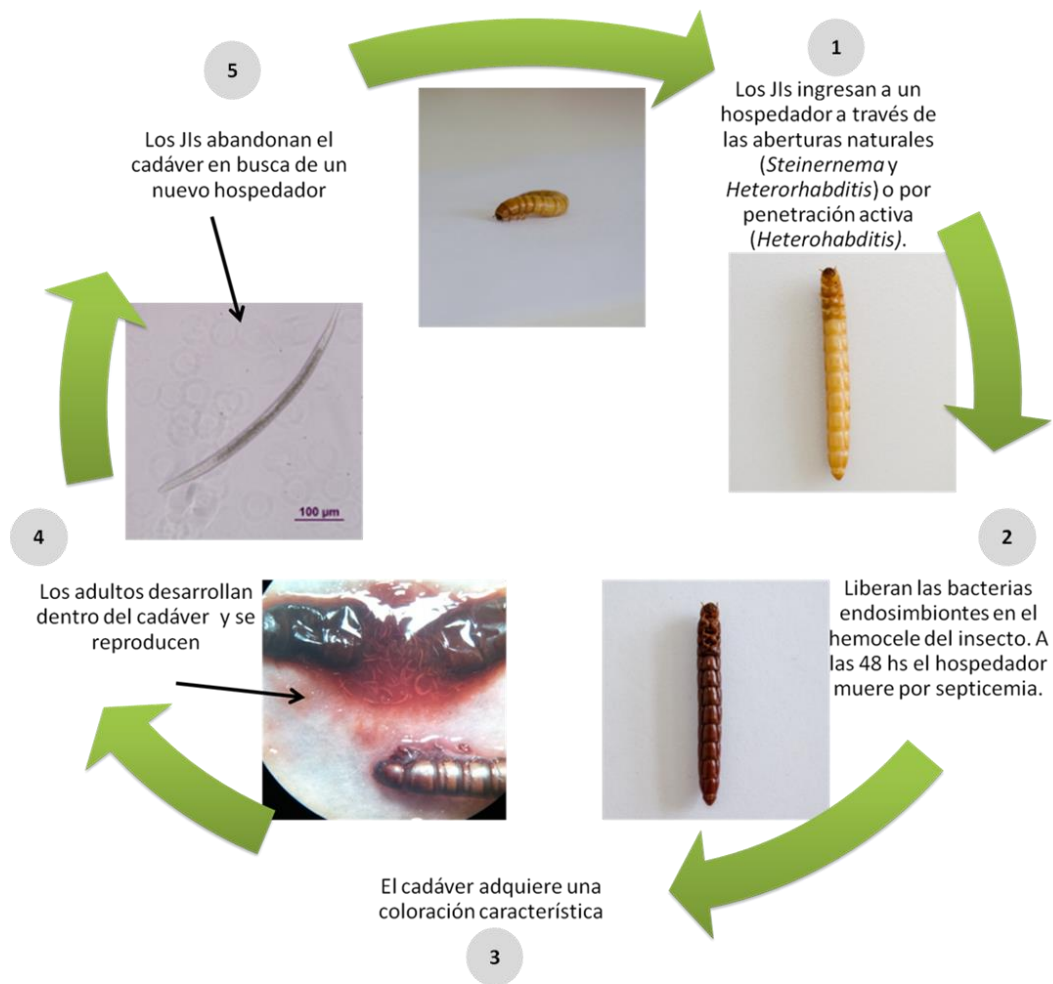 1
Los JIs ingresan a un
hospedador a través de
las aberturas naturales
(Steinernema y
Heterorhabditis) o por
penetración activa
(Heterohabditis).
2
Liberan las bacterias
endosimbiontes en el
hemocele del insecto. A
las 48 hs el hospedador
muere por septicemia.
El cadáver adquiere una
coloración característica
3
4
Los adultos desarrollan
dentro del cadáver y se
reproducen
5
Los JIs abandonan el
cadáver en busca de un
nuevo hospedador
100 µm